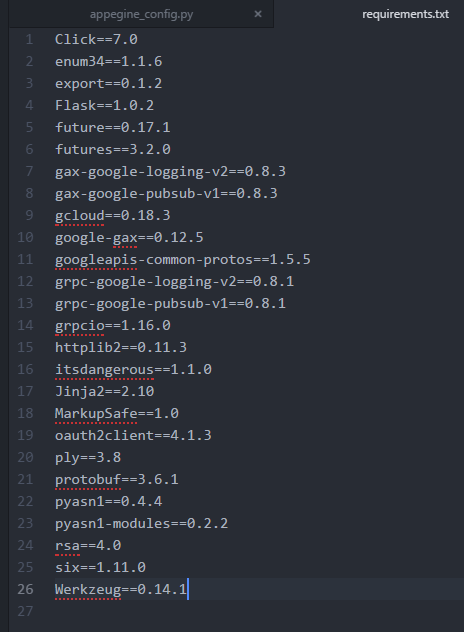 appegine_config.py × requirements.txt
1 Click==7.0
2 enum34==1.1.6
3 export==0.1.2
4 Flask==1.0.2
5 future==0.17.1
6 futures==3.2.0
7 gax-google-logging-v2==0.8.3
8 gax-google-pubsub-v1==0.8.3
9 gcloud==0.18.3
10 google-gax==0.12.5
11 googleapis-common-protos==1.5.5
12 grpc-google-logging-v2==0.8.1
13 grpc-google-pubsub-v1==0.8.1
14 grpcio==1.16.0
15 httplib2==0.11.3
16 itsdangerous==1.1.0
17 Jinja2==2.10
18 MarkupSafe==1.0
19 oauth2client==4.1.3
20 ply==3.8
21 protobuf==3.6.1
22 pyasn1==0.4.4
23 pyasn1-modules==0.2.2
24 rsa==4.0
25 six==1.11.0
26 Werkzeug==0.14.1
27